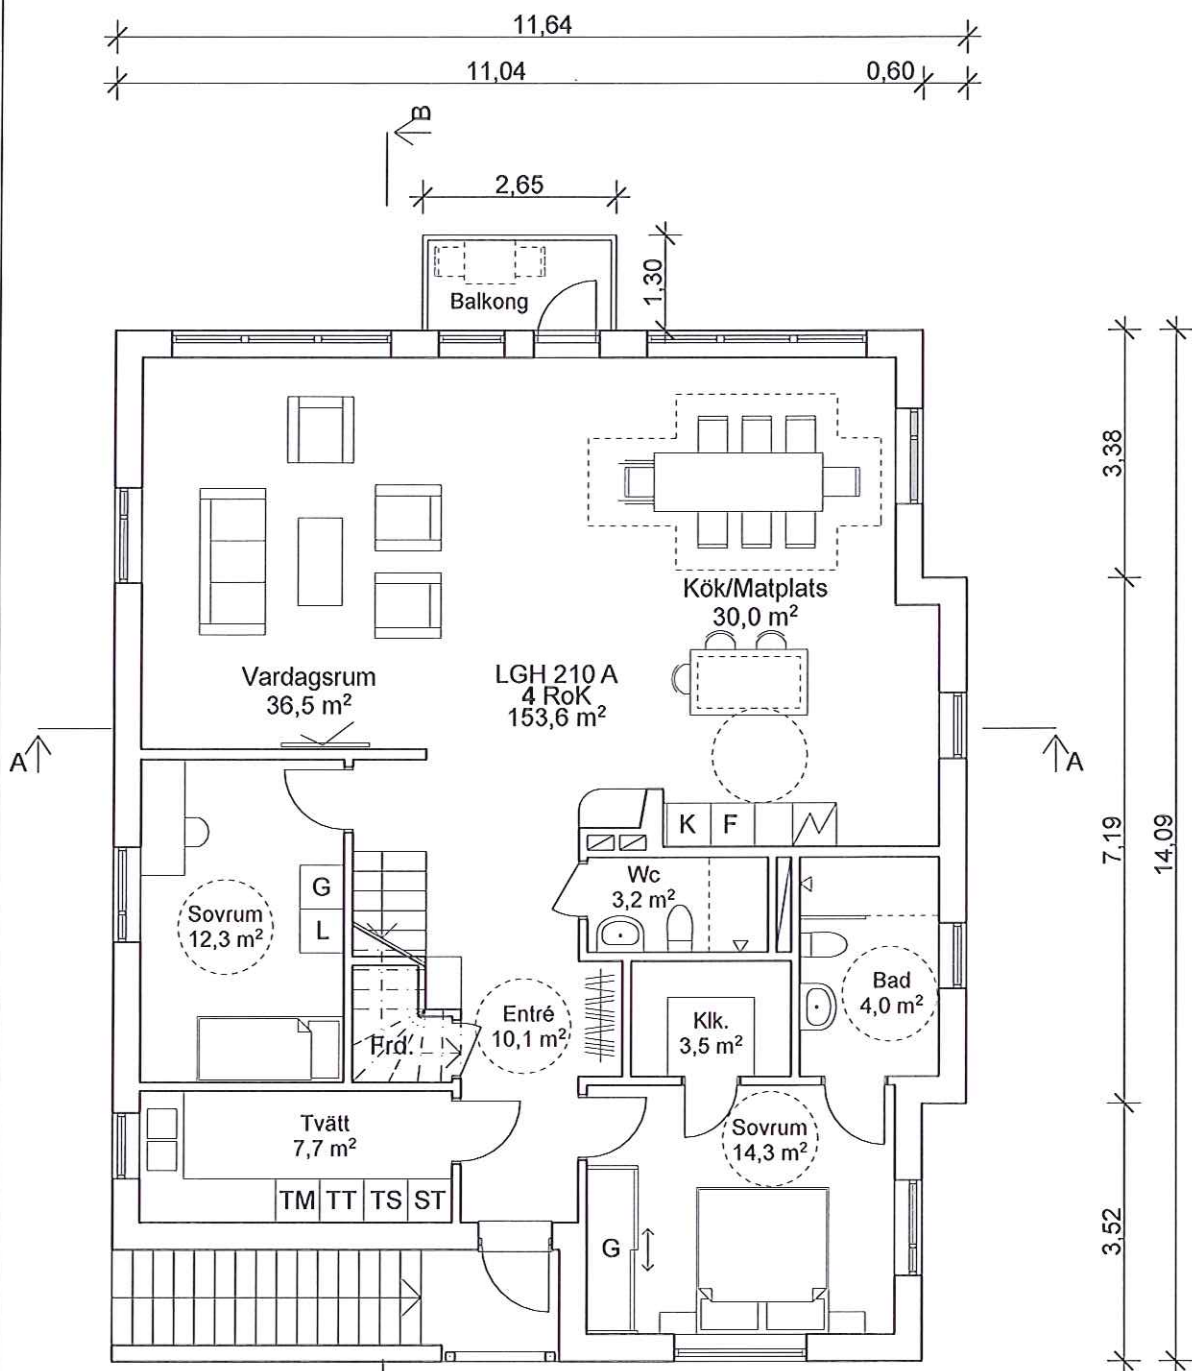 11,64
11,04
0,60
B
2,65
1,30
Balkong
3,38
Kök/Matplats
30,0 m²
Vardagsrum
36,5 m²
LGH 210 A
4 RoK
153,6 m²
A
A
K F
7,19
14,09
Wc
3,2 m²
G
L
Sovrum
12,3 m²
Bad
4,0 m²
Entré
10,1 m²
Klk.
3,5 m²
Frd.
Tvätt
7,7 m²
Sovrum
14,3 m²
TM TT TS ST
G
3,52